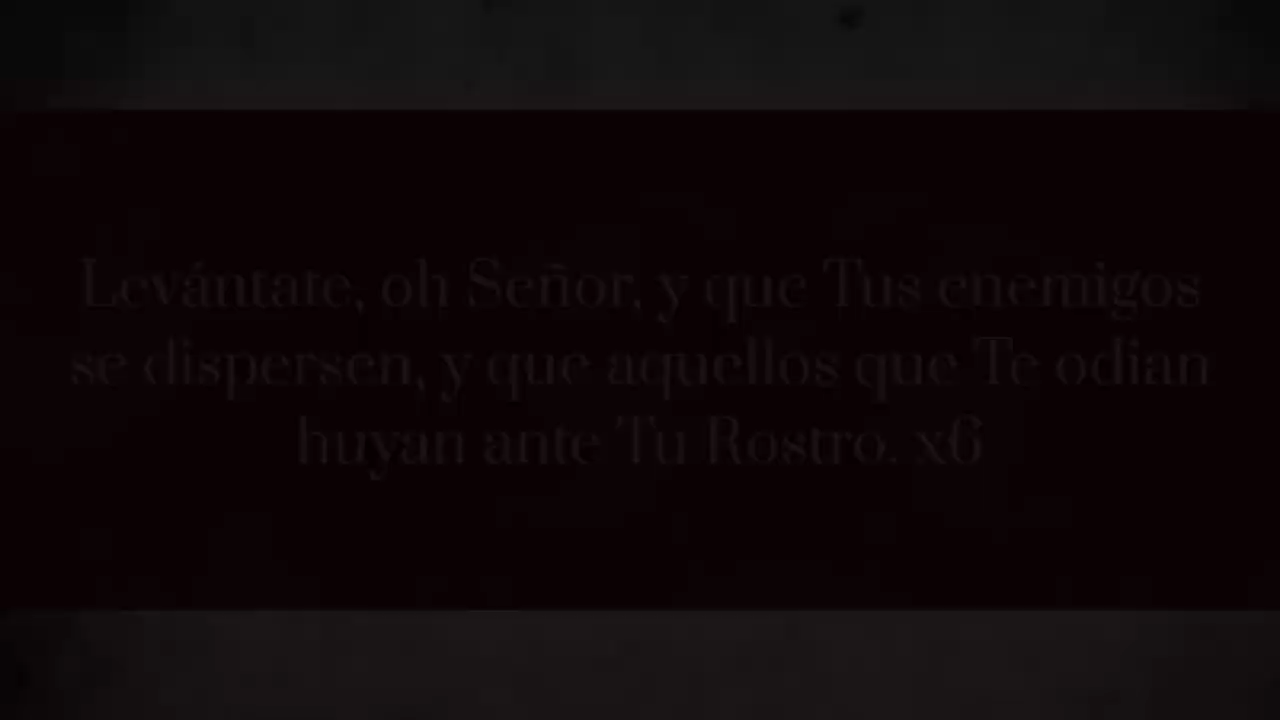 Levántate, oh Señor, y que Tus enemigos
se dispersen, y que aquellos que Te odian
huyan ante Tu Rostro. x6